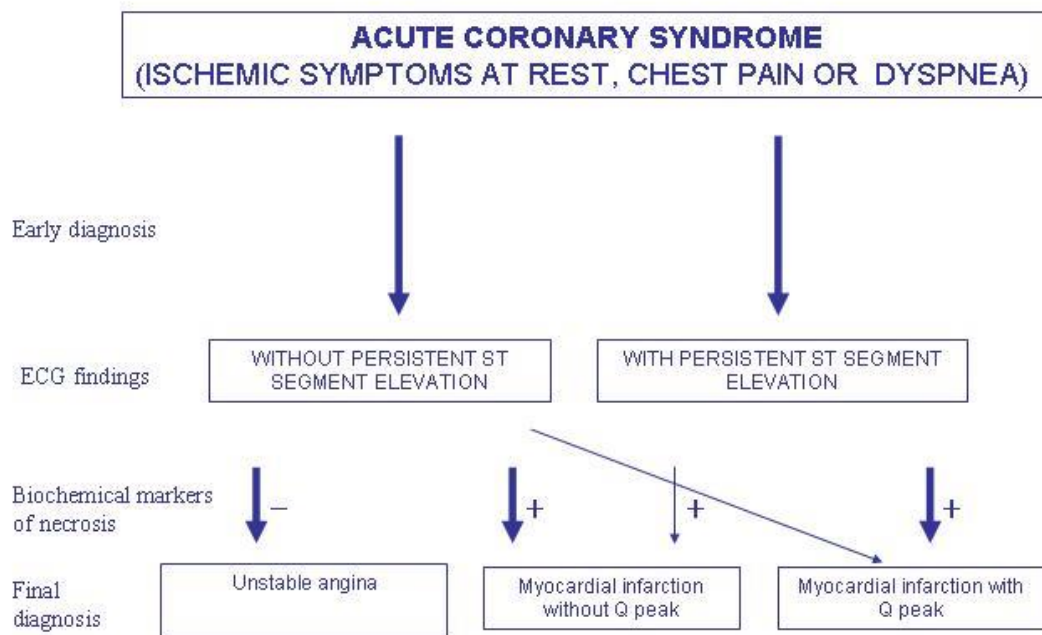 ACUTE CORONARY SYNDROME
(ISCHEMIC SYMPTOMS AT REST, CHEST PAIN OR DYSPNEA)
Early diagnosis
ECG findings
WITHOUT PERSISTENT ST
SEGMENT ELEVATION
WITH PERSISTENT ST SEGMENT
ELEVATION
Biochemical markers
of necrosis
–
+
+
+
Final
diagnosis
Unstable angina
Myocardial infarction
without Q peak
Myocardial infarction with
Q peak